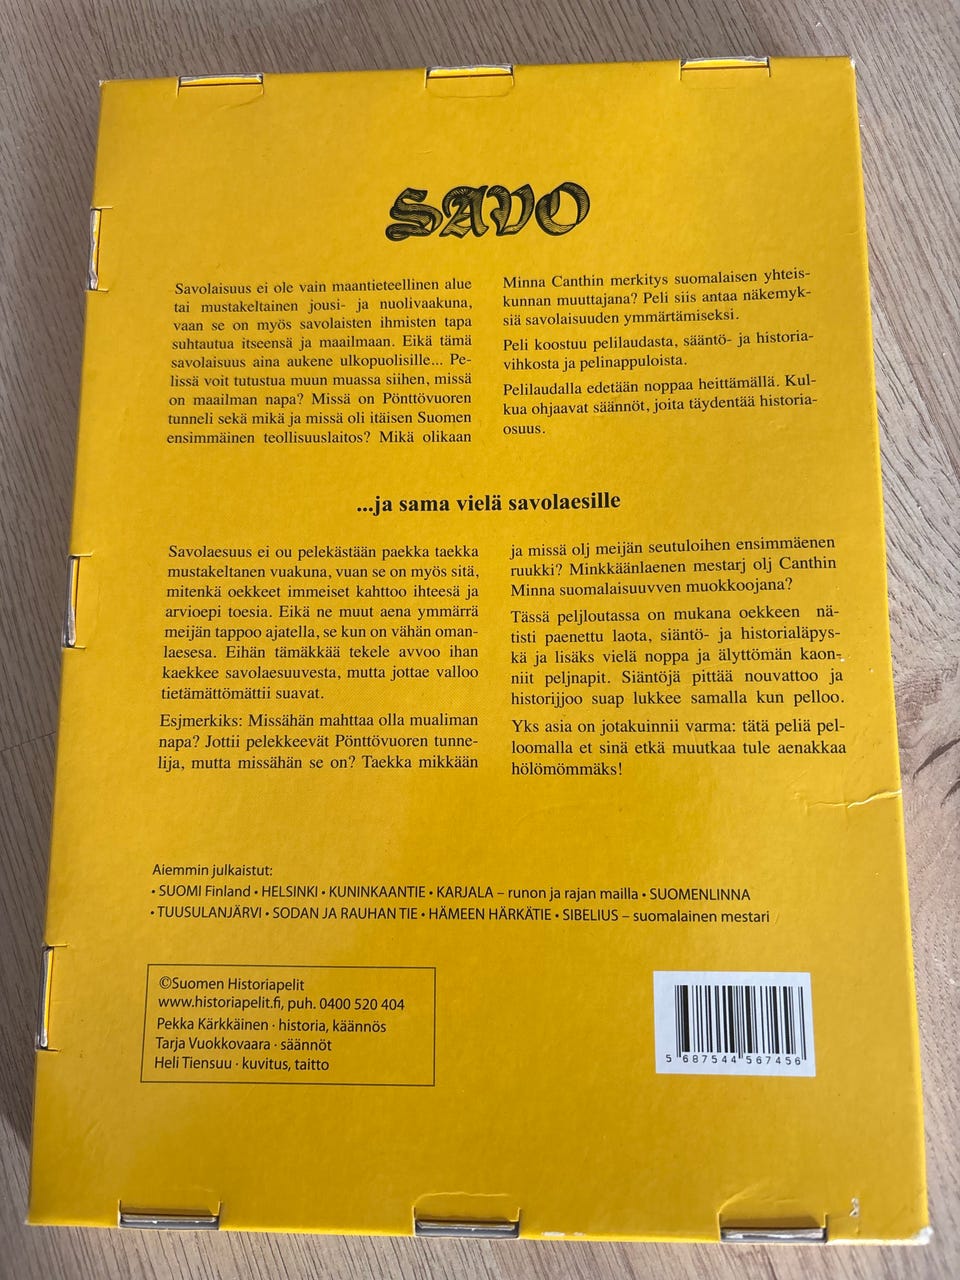 SAVO
Savolaisuus ei ole vain maantieteellinen alue
tai mustakeltainen jousi- ja nuolivaakuna,
vaan se on myös savolaisten ihmisten tapa
suhtautua itseensä ja maailmaan. Eikä tämä
savolaisuus aina aukene ulkopuolisille... Pe-
lissä voit tutustua muun muassa siihen, missä
on maailman napa? Missä on Pönttövuoren
tunneli sekä mikä ja missä oli itäisen Suomen
ensimmäinen teollisuuslaitos? Mikä olikaan
Minna Canthin merkitys suomalaisen yhteis-
kunnan muuttajana? Peli siis antaa näkemyk-
siä savolaisuuden ymmärtämiseksi.
Peli koostuu pelilaudasta, sääntö- ja historia-
vihkosta ja pelinappuloista.
Pelilaudalla edetään noppaa heittämällä. Kul-
kua ohjaavat säännöt, joita täydentää historia-
osuus.
...ja sama vielä savolaesille
Savolaesuus ei ou pelekästään paekka taekka
mustakeltanen vuakuna, vuan se on myös sitä,
mitenkä oekkeet immeiset kahttoo ihteesä ja
arvioepi toesia. Eikä ne muut aena ymmärrä
meijän tappoo ajatella, se kun on vähän oman-
laesesa. Eihän tämäkkää tekele avvoo ihan
kaekkee savolaesuuvesta, mutta jottae valloo
tietämättömättii suavat.
Esjmerkiks: Missähän mahttaa olla mualiman
napa? Jottii pelekkeevät Pönttövuoren tunne-
lija, mutta missähän se on? Taekka mikkään
ja missä olj meijän seutuloihen ensimmäenen
ruukki? Minkkäänlaenen mestarj olj Canthin
Minna suomalaisuuvven muokkoojana?
Tässä peljloutassa on mukana oekkeen nä-
tisti paenettu laota, siäntö- ja historialäpys-
kä ja lisäks vielä noppa ja älyttömän kaon-
niit peljnapit. Siäntöjä pittää nouvattoo ja
historijjoo suap lukkee samalla kun pelloo.
Yks asia on jotakuinnii varma: tätä peliä pel-
loomalla et sinä etkä muutkaa tule aenakkaa
hölömömmäks!
Aiemmin julkaistut:
• SUOMI Finland • HELSINKI • KUNINKAANTIE • KARJALA – runon ja rajan mailla • SUOMENLINNA
• TUUSULANJÄRVI • SODAN JA RAUHAN TIE • HÄMEEN HÄRKÄTIE • SIBELIUS – suomalainen mestari
©Suomen Historiapelit
www.historiapelit.fi, puh. 0400 520 404
Pekka Kärkkäinen · historia, käännös
Tarja Vuokkovaara · säännöt
Heli Tiensuu · kuvitus, taitto
5 687544 567456